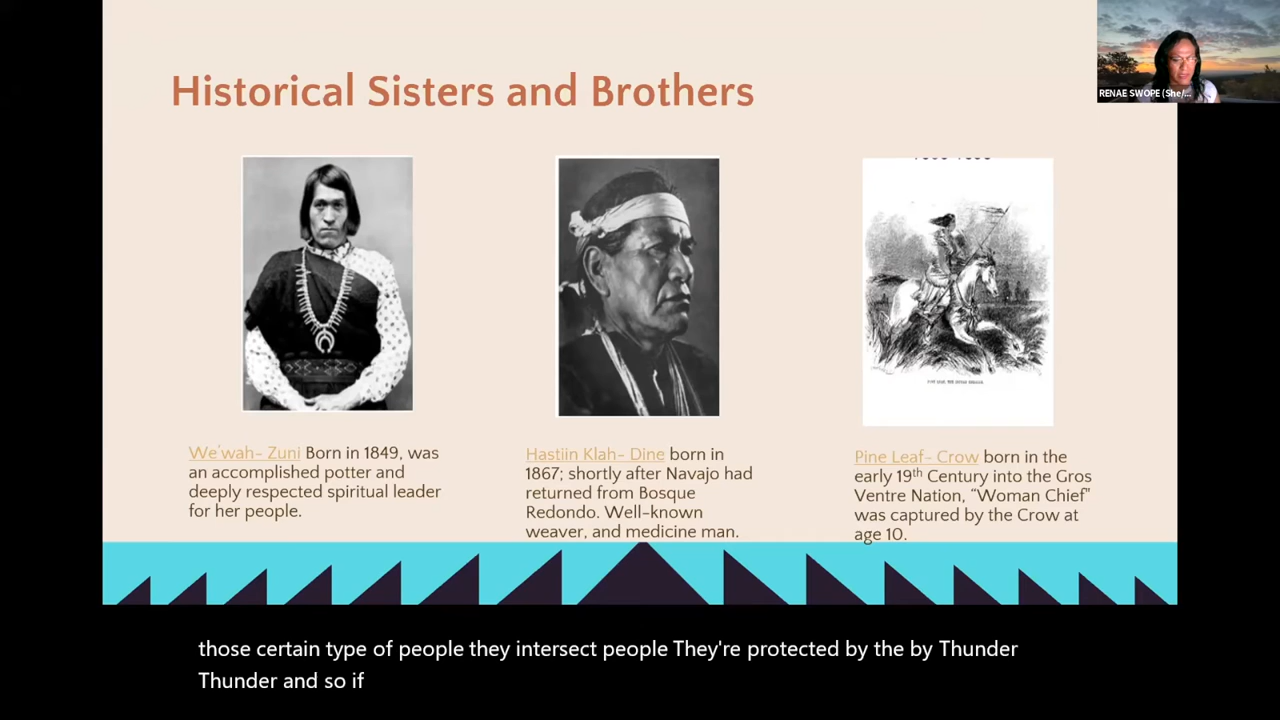 RENAE SWOPE (She/...
Historical Sisters and Brothers
We'wah- Zuni Born in 1849, was
an accomplished potter and
deeply respected spiritual leader
for her people.
Hastiin Klah- Dine born in
1867; shortly after Navajo had
returned from Bosque
Redondo. Well-known
weaver, and medicine man.
Pine Leaf- Crow born in the
early 19th Century into the Gros
Ventre Nation, “Woman Chief"
was captured by the Crow at
age 10.
those certain type of people they intersect people They're protected by the by Thunder
Thunder and so if